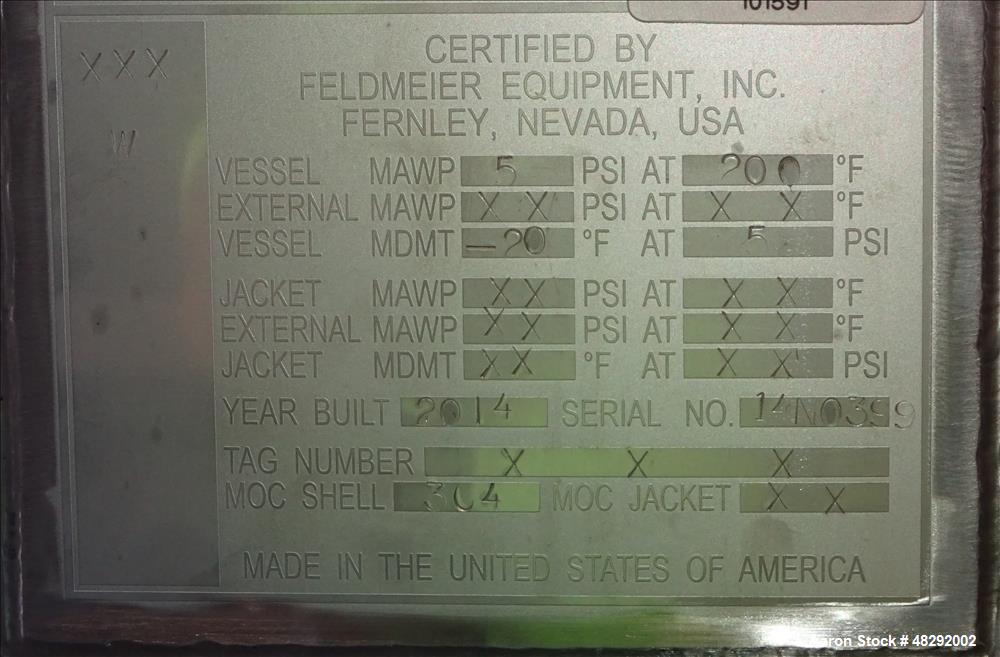 101591
XXX
W
CERTIFIED BY
FELDMEIER EQUIPMENT, INC.
FERNLEY, NEVADA, USA
VESSEL MAWP 5 PSI AT 200 °F
EXTERNAL MAWP X X PSI AT X X °F
VESSEL MDMT -20 °F AT 5 PSI
JACKET MAWP X X PSI AT X X °F
EXTERNAL MAWP X X PSI AT X X °F
JACKET MDMT X X °F AT X X PSI
YEAR BUILT 2014 SERIAL NO. 14N0399
TAG NUMBER X X X
MOC SHELL 304 MOC JACKET X X
MADE IN THE UNITED STATES OF AMERICA
Stock # 48292002